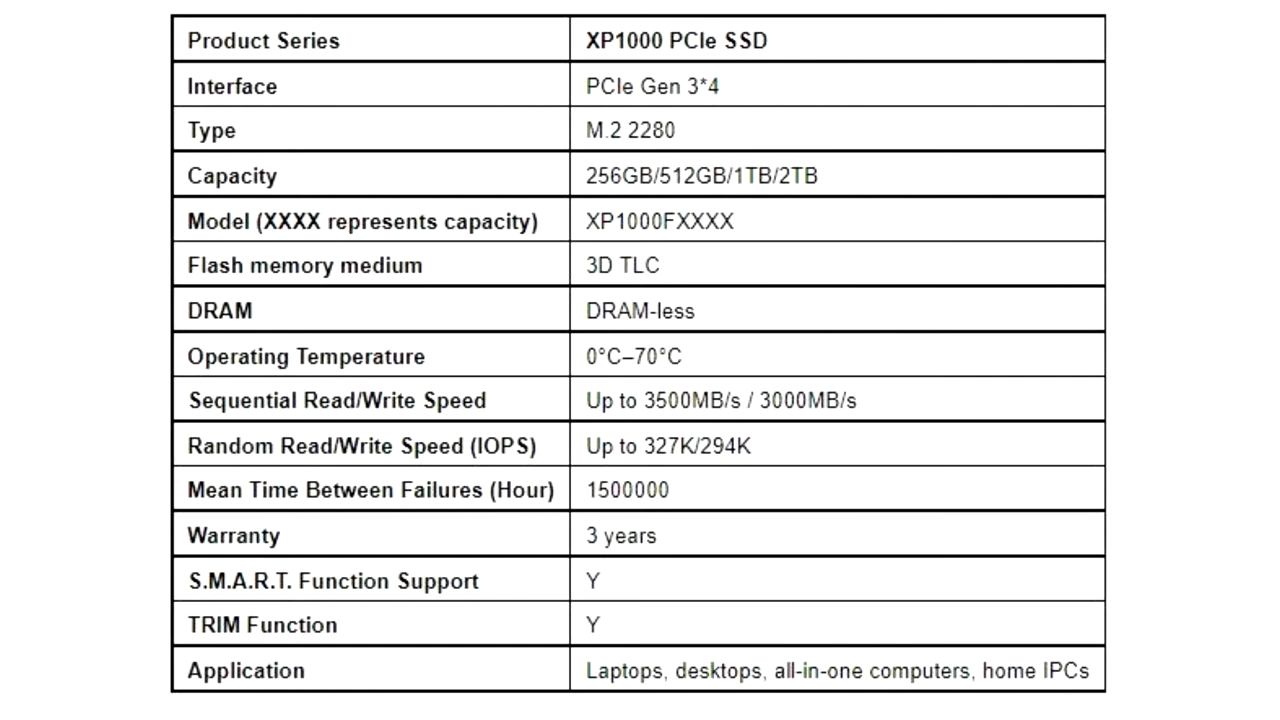 Product Series XP1000 PCIe SSD
Interface PCIe Gen 3*4
Type M.2 2280
Capacity 256GB/512GB/1TB/2TB
Model (XXXX represents capacity) XP1000FXXXX
Flash memory medium 3D TLC
DRAM DRAM-less
Operating Temperature 0°C–70°C
Sequential Read/Write Speed Up to 3500MB/s / 3000MB/s
Random Read/Write Speed (IOPS) Up to 327K/294K
Mean Time Between Failures (Hour) 1500000
Warranty 3 years
S.M.A.R.T. Function Support Y
TRIM Function Y
Application Laptops, desktops, all-in-one computers, home IPCs